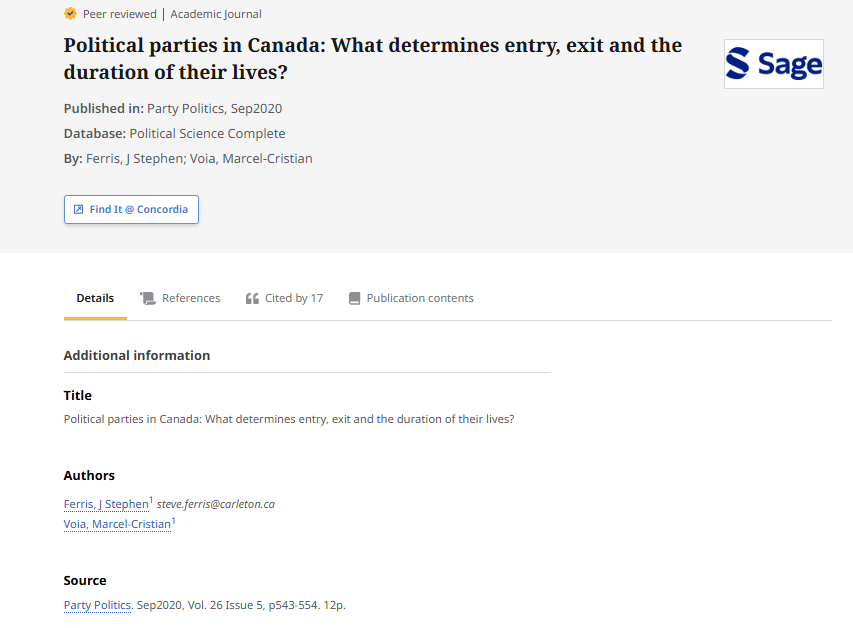 Peer reviewed | Academic Journal
Political parties in Canada: What determines entry, exit and the
duration of their lives?
Sage
Published in: Party Politics, Sep2020
Database: Political Science Complete
By: Ferris, J Stephen; Voia, Marcel-Cristian
Find It @ Concordia
Details References Cited by 17 Publication contents
Additional information
Title
Political parties in Canada: What determines entry, exit and the duration of their lives?
Authors
Ferris, J Stephen1 steve.ferris@carleton.ca
Voia, Marcel-Cristian1
Source
Party Politics. Sep2020, Vol. 26 Issue 5, p543-554. 12p.